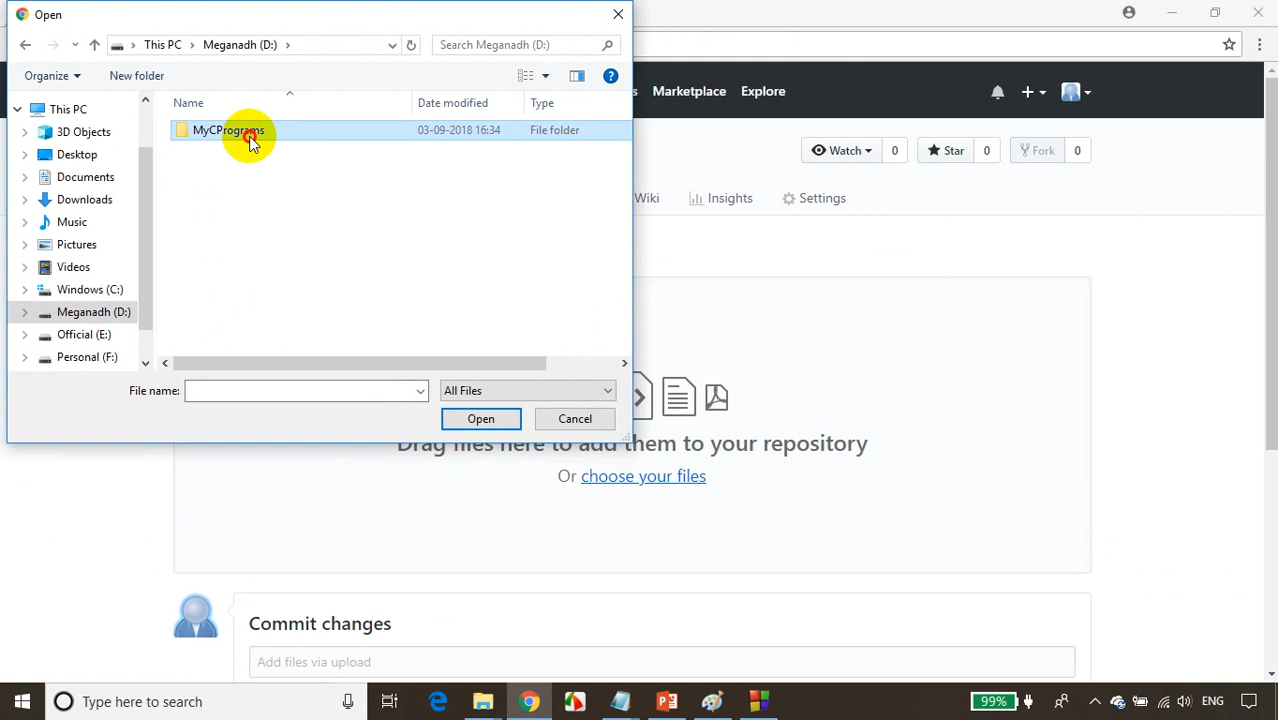 Open
This PC Meganadh (D:) Search Meganadh (D:)
Organize New folder
Name Date modified Type
MyCPrograms 03-09-2018 16:34 File folder
This PC
3D Objects
Desktop
Documents
Downloads
Music
Pictures
Videos
Windows (C:)
Meganadh (D:)
Official (E:)
Personal (F:)
File name: All Files
Open Cancel
Marketplace Explore
Watch 0 Star 0 Fork 0
Wiki Insights Settings
Drag files here to add them to your repository
Or choose your files
Commit changes
Add files via upload
Type here to search
99% ENG